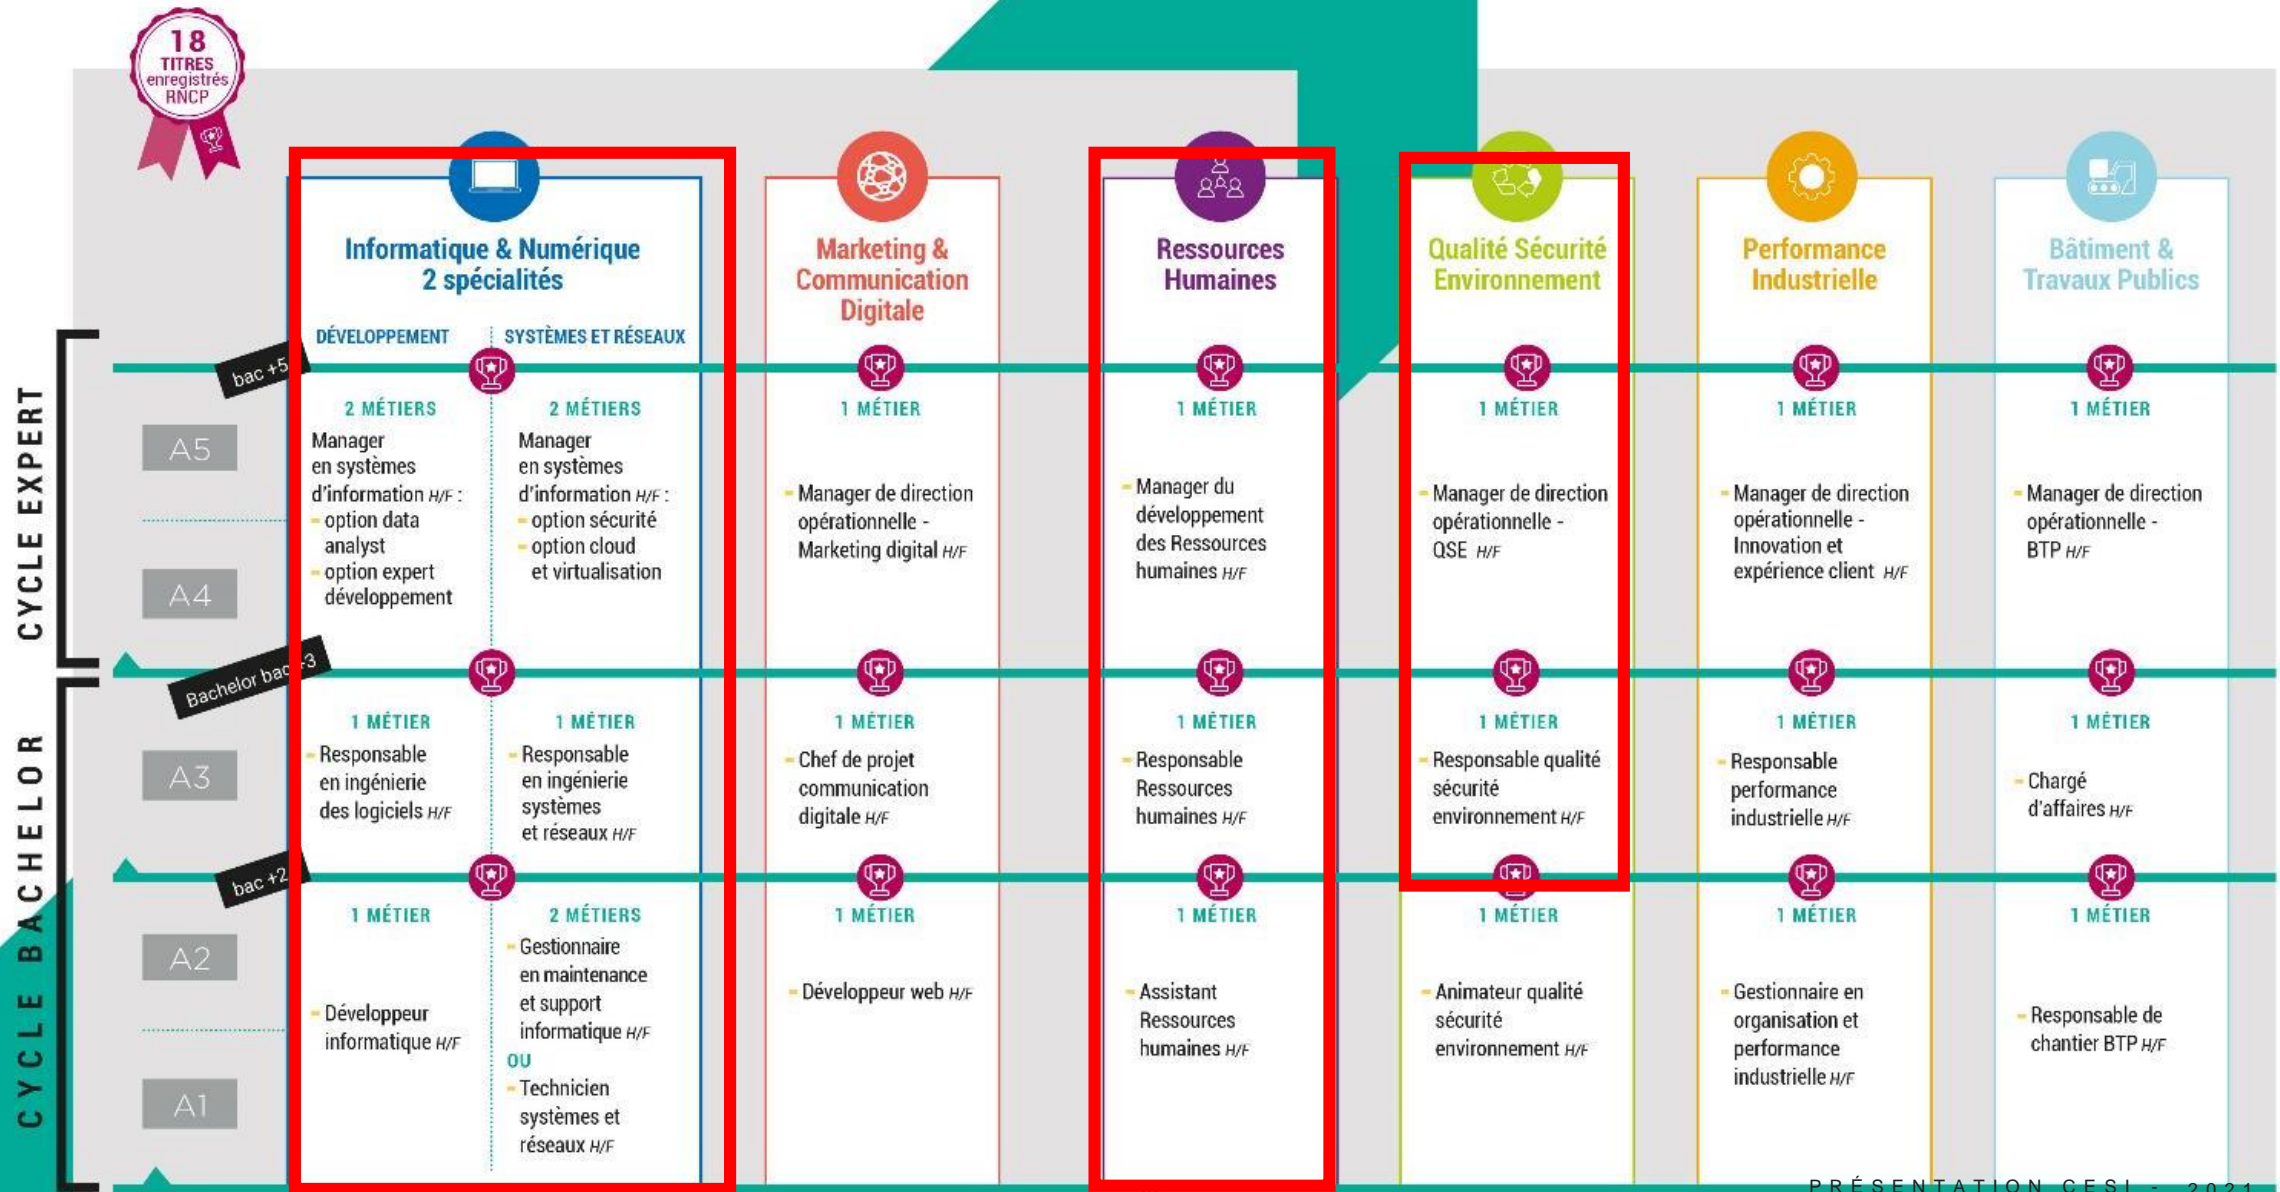 18
TITRES
enregistrés
RNCP
Informatique & Numérique
2 spécialités
DÉVELOPPEMENT
SYSTÈMES ET RÉSEAUX
Marketing &
Communication
Digitale
Ressources
Humaines
Qualité Sécurité
Environnement
Performance
Industrielle
Bâtiment &
Travaux Publics
CYCLE EXPERT
bac +5
A5
A4
2 MÉTIERS
Manager
en systèmes
d'information H/F :
- option data
analyst
- option expert
développement
2 MÉTIERS
Manager
en systèmes
d'information H/F :
- option sécurité
- option cloud
et virtualisation
1 MÉTIER
- Manager de direction
opérationnelle -
Marketing digital H/F
1 MÉTIER
- Manager du
développement
des Ressources
humaines H/F
1 MÉTIER
- Manager de direction
opérationnelle -
QSE H/F
1 MÉTIER
- Manager de direction
opérationnelle -
Innovation et
expérience client H/F
1 MÉTIER
- Manager de direction
opérationnelle -
BTP H/F
CYCLE BACHELOR
Bachelor bac +3
A3
1 MÉTIER
- Responsable
en ingénierie
des logiciels H/F
1 MÉTIER
- Responsable
en ingénierie
systèmes
et réseaux H/F
1 MÉTIER
- Chef de projet
communication
digitale H/F
1 MÉTIER
- Responsable
Ressources
humaines H/F
1 MÉTIER
- Responsable qualité
sécurité
environnement H/F
1 MÉTIER
- Responsable
performance
industrielle H/F
1 MÉTIER
- Chargé
d'affaires H/F
bac +2
A2
A1
1 MÉTIER
- Développeur
informatique H/F
2 MÉTIERS
- Gestionnaire
en maintenance
et support
informatique H/F
OU
- Technicien
systèmes et
réseaux H/F
1 MÉTIER
- Développeur web H/F
1 MÉTIER
- Assistant
Ressources
humaines H/F
1 MÉTIER
- Animateur qualité
sécurité
environnement H/F
1 MÉTIER
- Gestionnaire en
organisation et
performance
industrielle H/F
1 MÉTIER
- Responsable de
chantier BTP H/F
PRÉSENTATION CESI - 2021